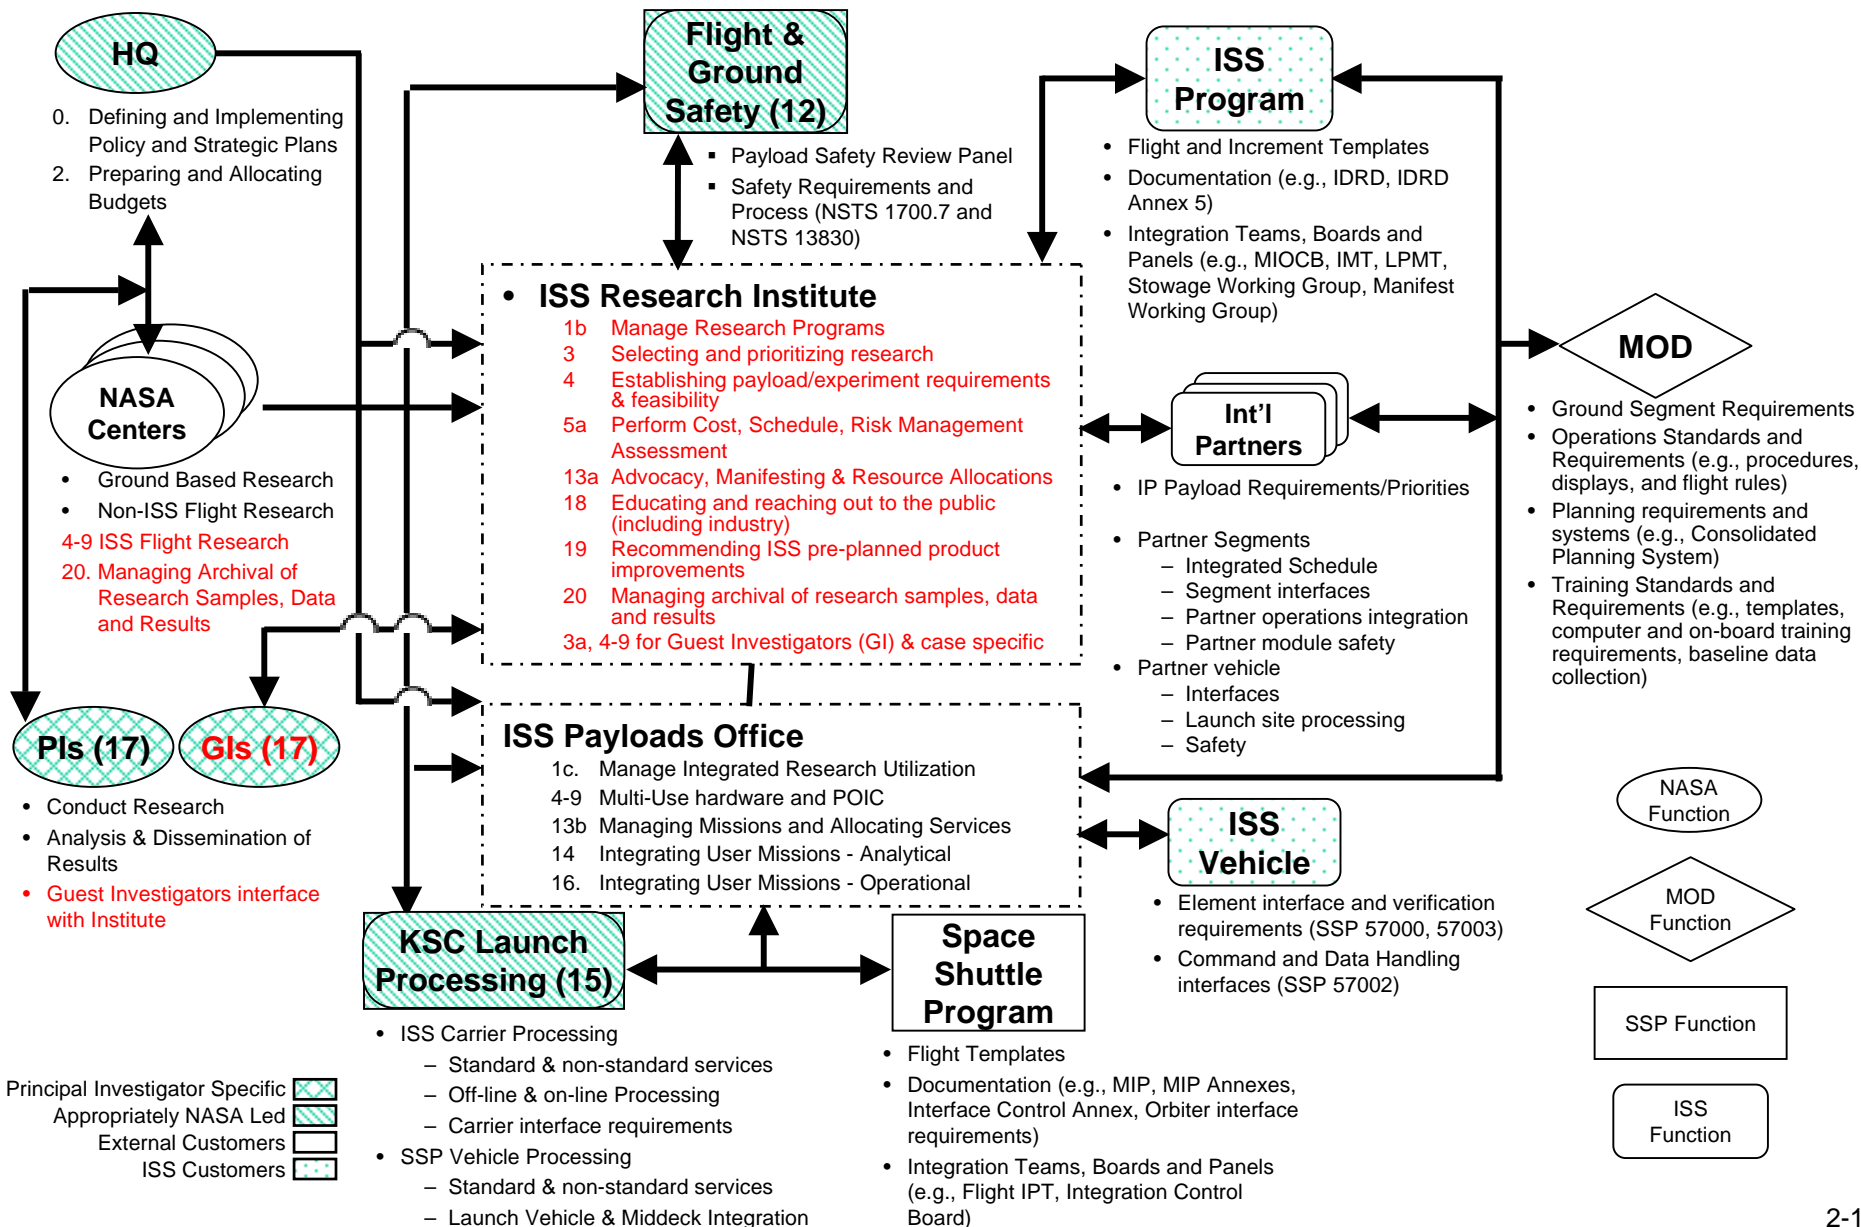 HQ
0. Defining and Implementing
Policy and Strategic Plans
2. Preparing and Allocating
Budgets
NASA
Centers
• Ground Based Research
• Non-ISS Flight Research
4-9 ISS Flight Research
20. Managing Archival of
Research Samples, Data
and Results
PIs (17)
GIs (17)
• Conduct Research
• Analysis & Dissemination of
Results
• Guest Investigators interface
with Institute
Principal Investigator Specific
Appropriately NASA Led
External Customers
ISS Customers
Flight &
Ground
Safety (12)
▪ Payload Safety Review Panel
▪ Safety Requirements and
Process (NSTS 1700.7 and
NSTS 13830)
• ISS Research Institute
1b Manage Research Programs
3 Selecting and prioritizing research
4 Establishing payload/experiment requirements
& feasibility
5a Perform Cost, Schedule, Risk Management
Assessment
13a Advocacy, Manifesting & Resource Allocations
18 Educating and reaching out to the public
(including industry)
19 Recommending ISS pre-planned product
improvements
20 Managing archival of research samples, data
and results
3a, 4-9 for Guest Investigators (GI) & case specific
ISS Payloads Office
1c. Manage Integrated Research Utilization
4-9 Multi-Use hardware and POIC
13b Managing Missions and Allocating Services
14 Integrating User Missions - Analytical
16. Integrating User Missions - Operational
KSC Launch
Processing (15)
• ISS Carrier Processing
– Standard & non-standard services
– Off-line & on-line Processing
– Carrier interface requirements
• SSP Vehicle Processing
– Standard & non-standard services
– Launch Vehicle & Middeck Integration
Space
Shuttle
Program
• Flight Templates
• Documentation (e.g., MIP, MIP Annexes,
Interface Control Annex, Orbiter interface
requirements)
• Integration Teams, Boards and Panels
(e.g., Flight IPT, Integration Control
Board)
ISS
Program
• Flight and Increment Templates
• Documentation (e.g., IDRD, IDRD
Annex 5)
• Integration Teams, Boards and
Panels (e.g., MIOCB, IMT, LPMT,
Stowage Working Group, Manifest
Working Group)
Int'l
Partners
• IP Payload Requirements/Priorities
• Partner Segments
– Integrated Schedule
– Segment interfaces
– Partner operations integration
– Partner module safety
• Partner vehicle
– Interfaces
– Launch site processing
– Safety
ISS
Vehicle
• Element interface and verification
requirements (SSP 57000, 57003)
• Command and Data Handling
interfaces (SSP 57002)
MOD
• Ground Segment Requirements
• Operations Standards and
Requirements (e.g., procedures,
displays, and flight rules)
• Planning requirements and
systems (e.g., Consolidated
Planning System)
• Training Standards and
Requirements (e.g., templates,
computer and on-board training
requirements, baseline data
collection)
NASA
Function
MOD
Function
SSP Function
ISS
Function
2-1